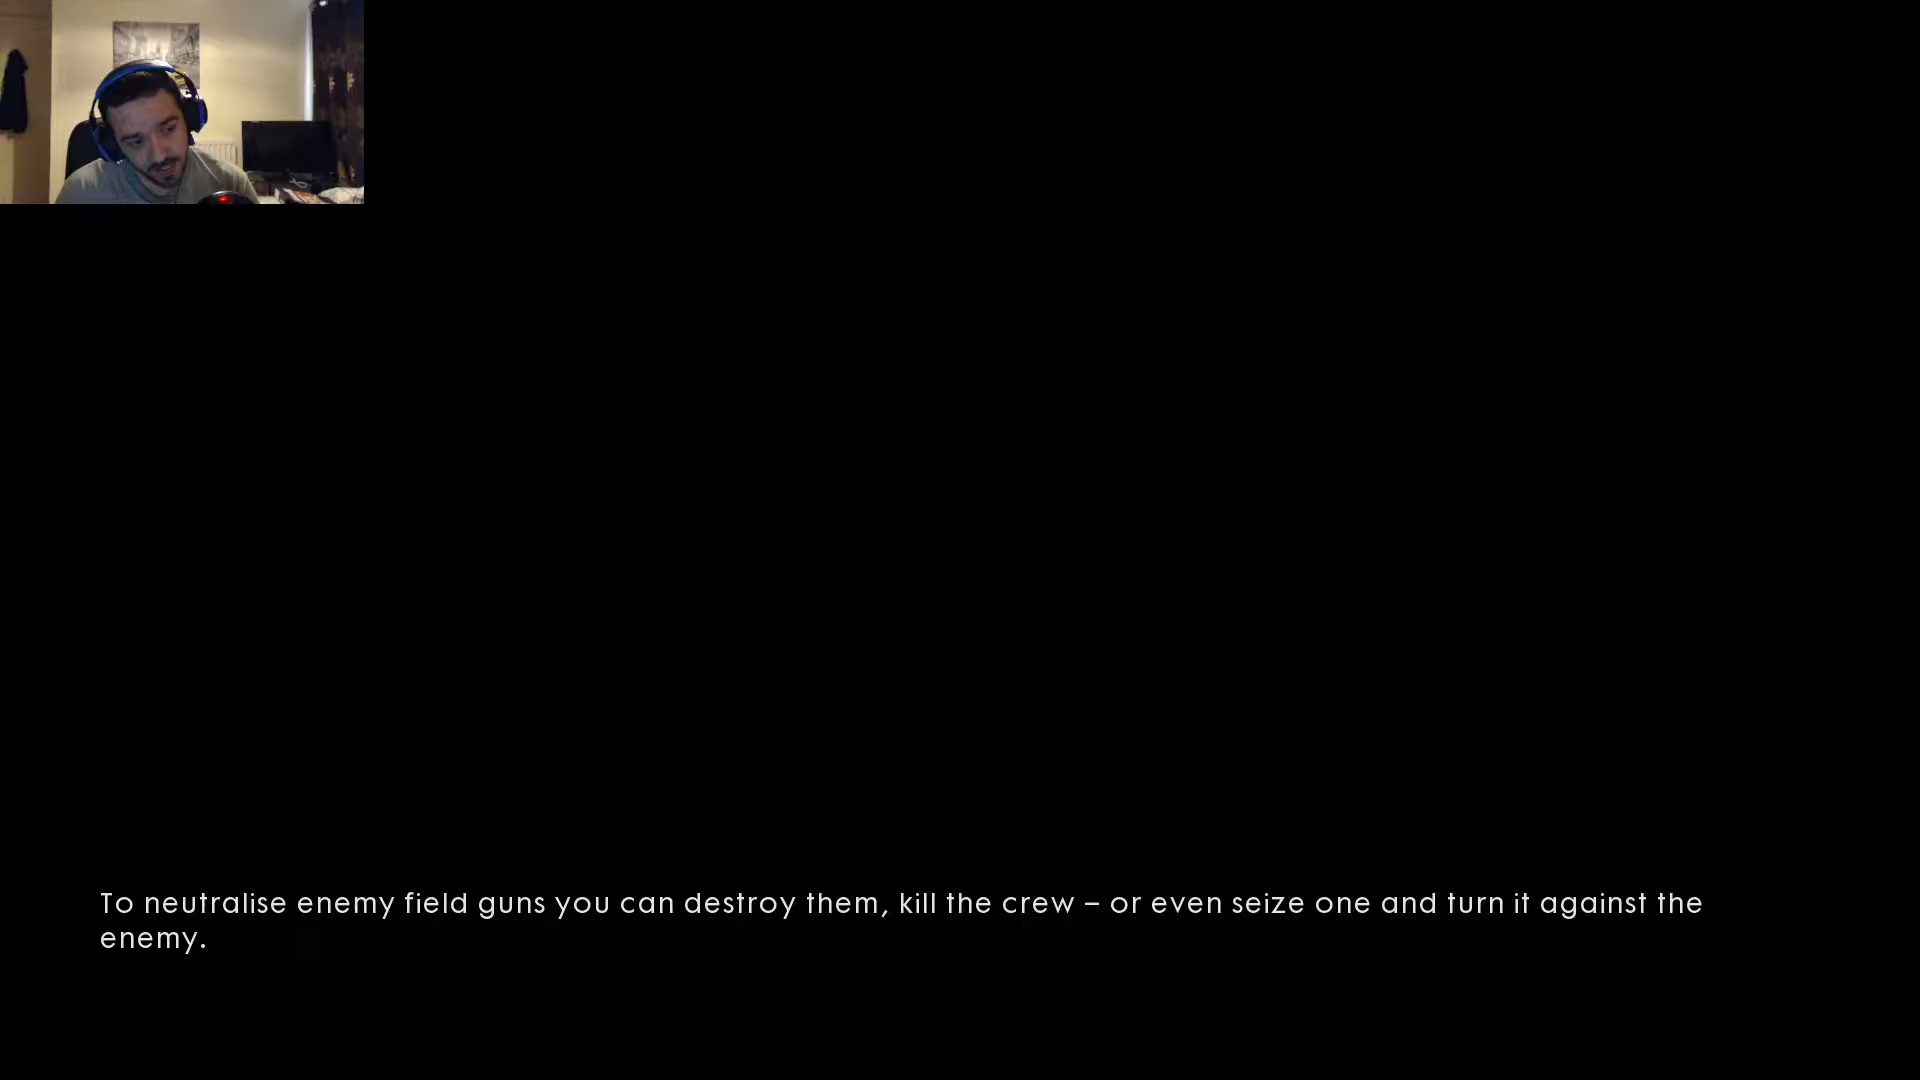 To neutralise enemy field guns you can destroy them, kill the crew – or even seize one and turn it against the
enemy.